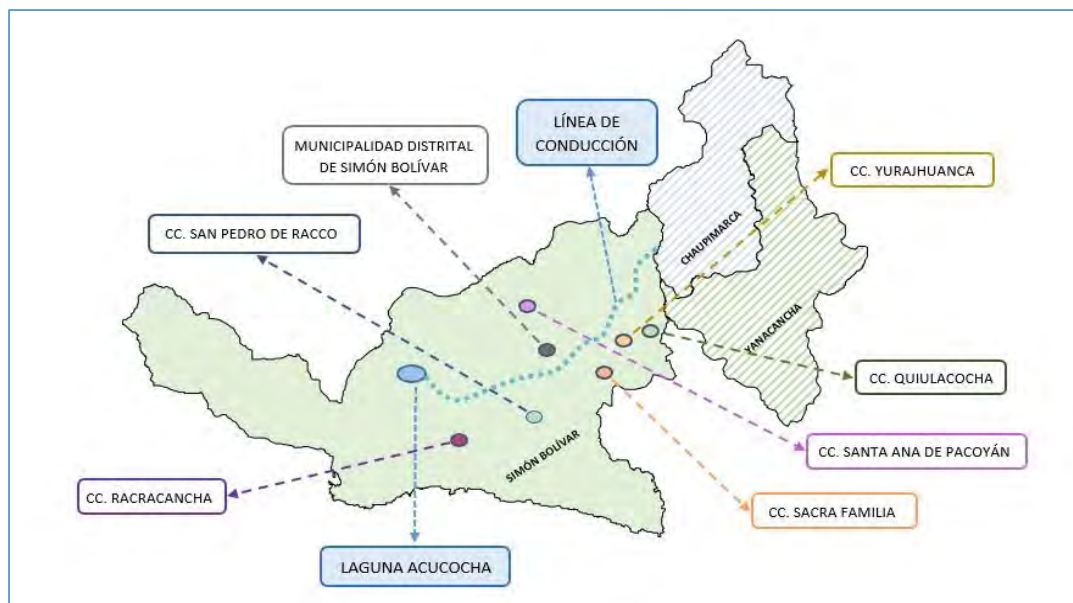 LÍNEA DE
CONDUCCIÓN
MUNICIPALIDAD DISTRITAL
DE SIMÓN BOLÍVAR
CC. YURAJHUANCA
CC. SAN PEDRO DE RACCO
CHAUPIMARCA
YANACANCHA
CC. QUIULACOCHA
SIMÓN BOLÍVAR
CC. SANTA ANA DE PACOYÁN
CC. RACRACANCHA
CC. SACRA FAMILIA
LAGUNA ACUCOCHA